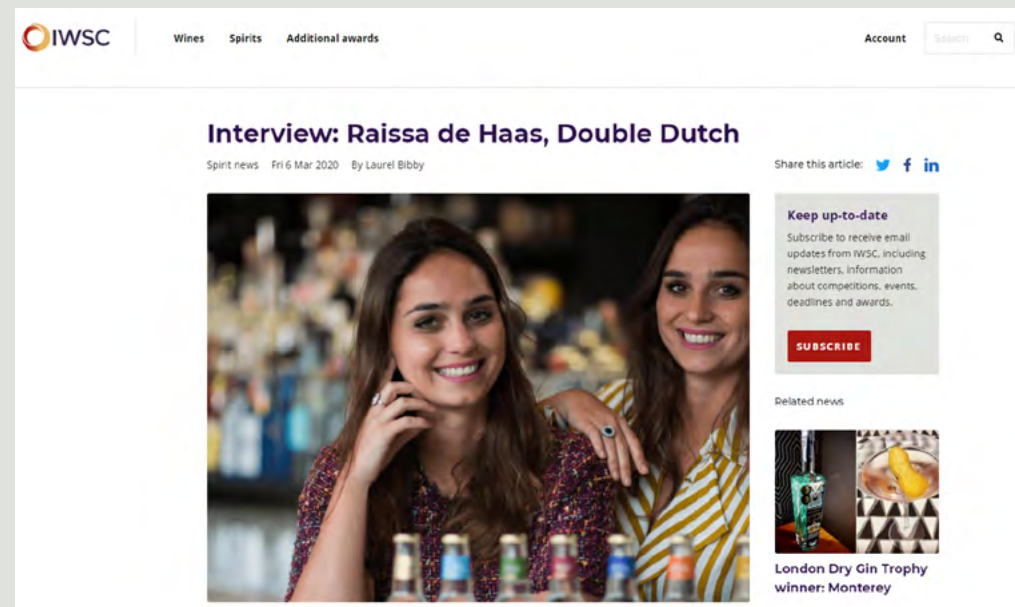 IWSC
Wines Spirits Additional awards
Account Search
Interview: Raissa de Haas, Double Dutch
Spirit news Fri 6 Mar 2020 By Laurel Bibby
Share this article:
Keep up-to-date
Subscribe to receive email
updates from IWSC, including
newsletters, information
about competitions, events,
deadlines and awards.
SUBSCRIBE
Related news
London Dry Gin Trophy
winner: Monterey